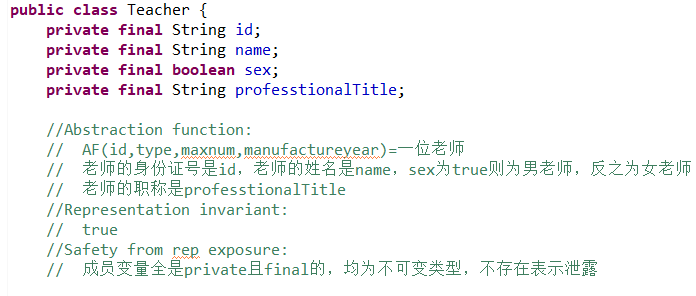 public class Teacher {
private final String id;
private final String name;
private final boolean sex;
private final String professtionalTitle;
//Abstraction function:
// AF(id,type,maxnum,manufactureyear)=一位老师
// 老师的身份证号是id，老师的姓名是name，sex为true则为男老师，反之为女老师
// 老师的职称是professtionalTitle
//Representation invariant:
// true
//Safety from rep exposure:
// 成员变量全是private且final的，均为不可变类型，不存在表示泄露